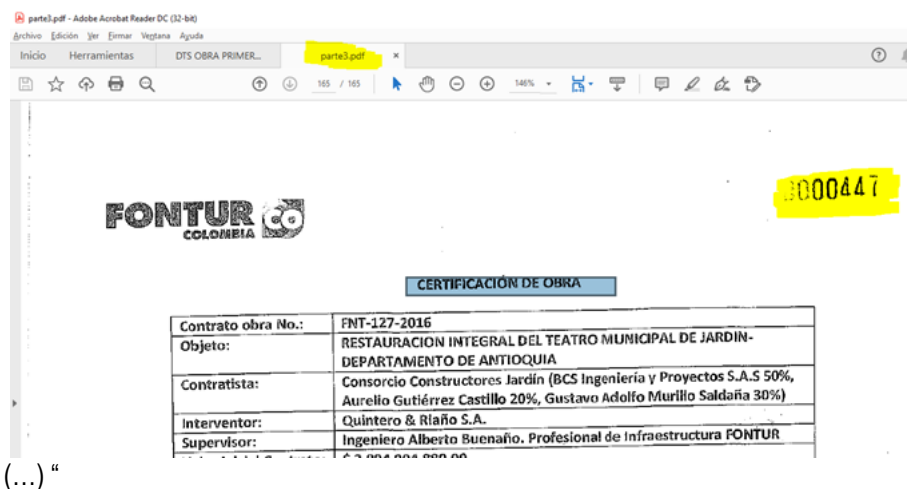 parte3.pdf - Adobe Acrobat Reader DC (32-bit)
Archivo Edición Ver Firmar Ventana Ayuda
Inicio Herramientas DTS OBRA PRIMER... parte3.pdf ×
165 / 165 146%
000447
FONTUR co
COLOMBIA
CERTIFICACIÓN DE OBRA
Contrato obra No.: FNT-127-2016
Objeto: RESTAURACION INTEGRAL DEL TEATRO MUNICIPAL DE JARDIN-
DEPARTAMENTO DE ANTIOQUIA
Contratista: Consorcio Constructores Jardín (BCS Ingeniería y Proyectos S.A.S 50%,
Aurelio Gutiérrez Castillo 20%, Gustavo Adolfo Murillo Saldaña 30%)
Interventor: Quintero & Riaño S.A.
Supervisor: Ingeniero Alberto Buenaño. Profesional de Infraestructura FONTUR
(...) “